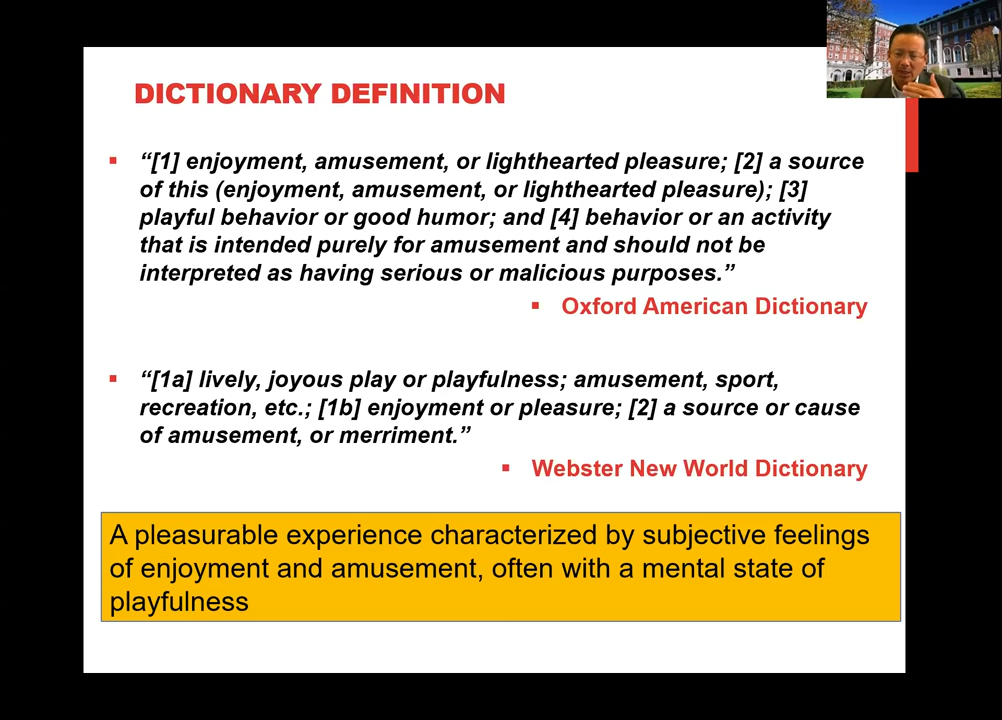 DICTIONARY DEFINITION
“[1] enjoyment, amusement, or lighthearted pleasure; [2] a source
of this (enjoyment, amusement, or lighthearted pleasure); [3]
playful behavior or good humor; and [4] behavior or an activity
that is intended purely for amusement and should not be
interpreted as having serious or malicious purposes.”
Oxford American Dictionary
“[1a] lively, joyous play or playfulness; amusement, sport,
recreation, etc.; [1b] enjoyment or pleasure; [2] a source or cause
of amusement, or merriment.”
Webster New World Dictionary
A pleasurable experience characterized by subjective feelings
of enjoyment and amusement, often with a mental state of
playfulness